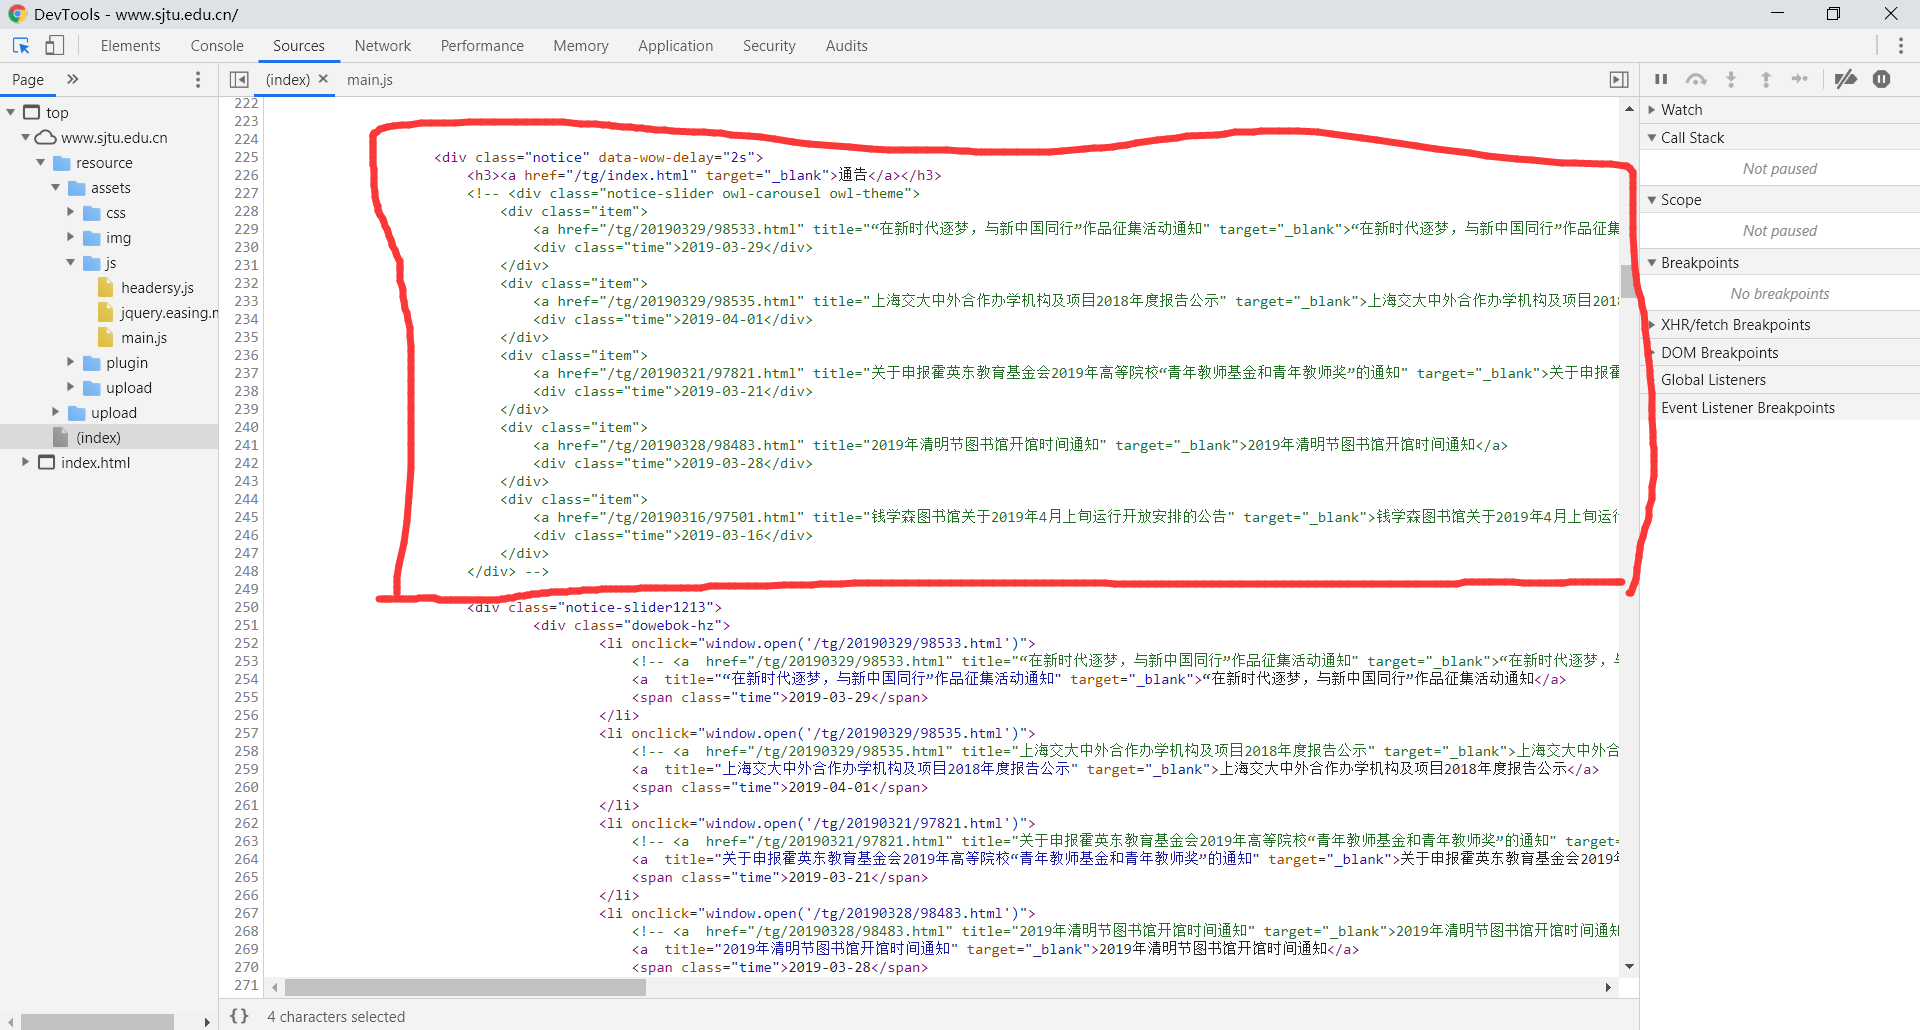 DevTools - www.sjtu.edu.cn/
Elements Console Sources Network Performance Memory Application Security Audits
Page » (index) × main.js
top
www.sjtu.edu.cn
resource
assets
css
img
js
headersy.js
jquery.easing.m
main.js
plugin
upload
upload
(index)
index.html
222
223
224
225 <div class="notice" data-wow-delay="2s">
226 <h3><a href="/tg/index.html" target="_blank">通告</a></h3>
227 <!-- <div class="notice-slider owl-carousel owl-theme">
228 <div class="item">
229 <a href="/tg/20190329/98533.html" title="“在新时代逐梦，与新中国同行”作品征集活动通知" target="_blank">“在新时代逐梦，与新中国同行”作品征集
230 <div class="time">2019-03-29</div>
231 </div>
232 <div class="item">
233 <a href="/tg/20190329/98535.html" title="上海交大中外合作办学机构及项目2018年度报告公示" target="_blank">上海交大中外合作办学机构及项目2018
234 <div class="time">2019-04-01</div>
235 </div>
236 <div class="item">
237 <a href="/tg/20190321/97821.html" title="关于申报霍英东教育基金会2019年高等院校“青年教师基金和青年教师奖”的通知" target="_blank">关于申报霍
238 <div class="time">2019-03-21</div>
239 </div>
240 <div class="item">
241 <a href="/tg/20190328/98483.html" title="2019年清明节图书馆开馆时间通知" target="_blank">2019年清明节图书馆开馆时间通知</a>
242 <div class="time">2019-03-28</div>
243 </div>
244 <div class="item">
245 <a href="/tg/20190316/97501.html" title="钱学森图书馆关于2019年4月上旬运行开放安排的公告" target="_blank">钱学森图书馆关于2019年4月上旬运行
246 <div class="time">2019-03-16</div>
247 </div>
248 </div> -->
249
250 <div class="notice-slider1213">
251 <div class="dowebok-hz">
252 <li onclick="window.open('/tg/20190329/98533.html')">
253 <!-- <a  href="/tg/20190329/98533.html" title="“在新时代逐梦，与新中国同行”作品征集活动通知" target="_blank">“在新时代逐梦，与
254 <a  title="“在新时代逐梦，与新中国同行”作品征集活动通知" target="_blank">“在新时代逐梦，与新中国同行”作品征集活动通知</a>
255 <span class="time">2019-03-29</span>
256 </li>
257 <li onclick="window.open('/tg/20190329/98535.html')">
258 <!-- <a  href="/tg/20190329/98535.html" title="上海交大中外合作办学机构及项目2018年度报告公示" target="_blank">上海交大中外合
259 <a  title="上海交大中外合作办学机构及项目2018年度报告公示" target="_blank">上海交大中外合作办学机构及项目2018年度报告公示</a>
260 <span class="time">2019-04-01</span>
261 </li>
262 <li onclick="window.open('/tg/20190321/97821.html')">
263 <!-- <a  href="/tg/20190321/97821.html" title="关于申报霍英东教育基金会2019年高等院校“青年教师基金和青年教师奖”的通知" target=
264 <a  title="关于申报霍英东教育基金会2019年高等院校“青年教师基金和青年教师奖”的通知" target="_blank">关于申报霍英东教育基金会2019年
265 <span class="time">2019-03-21</span>
266 </li>
267 <li onclick="window.open('/tg/20190328/98483.html')">
268 <!-- <a  href="/tg/20190328/98483.html" title="2019年清明节图书馆开馆时间通知" target="_blank">2019年清明节图书馆开馆时间通知
269 <a  title="2019年清明节图书馆开馆时间通知" target="_blank">2019年清明节图书馆开馆时间通知</a>
270 <span class="time">2019-03-28</span>
271
{} 4 characters selected
Watch
Call Stack
Not paused
Scope
Not paused
Breakpoints
No breakpoints
XHR/fetch Breakpoints
DOM Breakpoints
Global Listeners
Event Listener Breakpoints